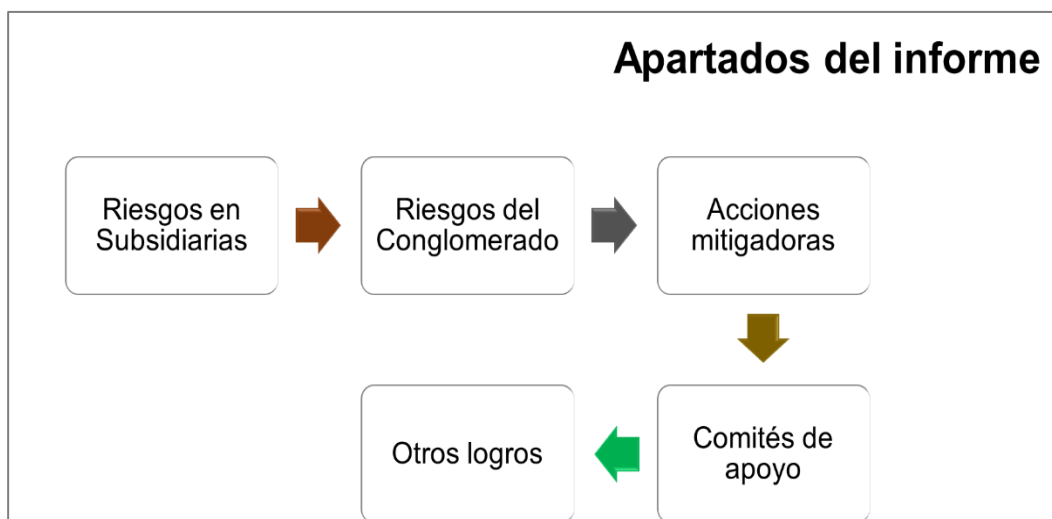 Apartados del informe
Riesgos en
Subsidiarias
Riesgos del
Conglomerado
Acciones
mitigadoras
Comités de
apoyo
Otros logros